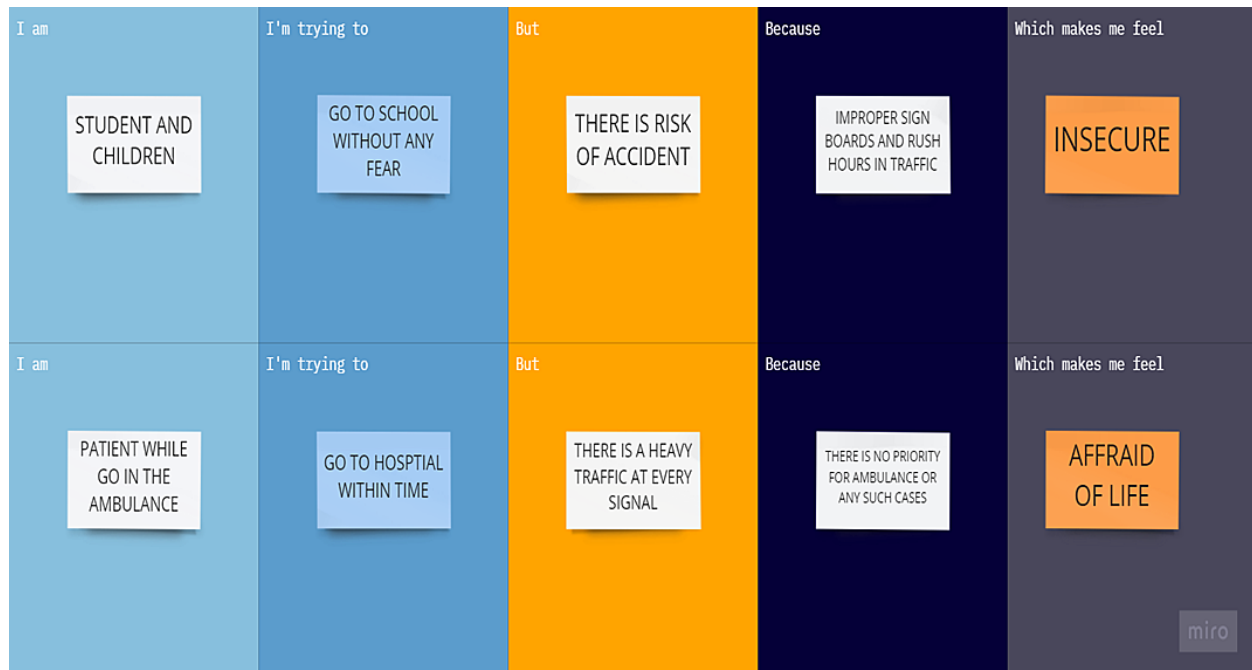 I am
STUDENT AND
CHILDREN
I'm trying to
GO TO SCHOOL
WITHOUT ANY
FEAR
But
THERE IS RISK
OF ACCIDENT
Because
IMPROPER SIGN
BOARDS AND RUSH
HOURS IN TRAFFIC
Which makes me feel
INSECURE
I am
PATIENT WHILE
GO IN THE
AMBULANCE
I'm trying to
GO TO HOSPTIAL
WITHIN TIME
But
THERE IS A HEAVY
TRAFFIC AT EVERY
SIGNAL
Because
THERE IS NO PRIORITY
FOR AMBULANCE OR
ANY SUCH CASES
Which makes me feel
AFFRAID
OF LIFE
miro